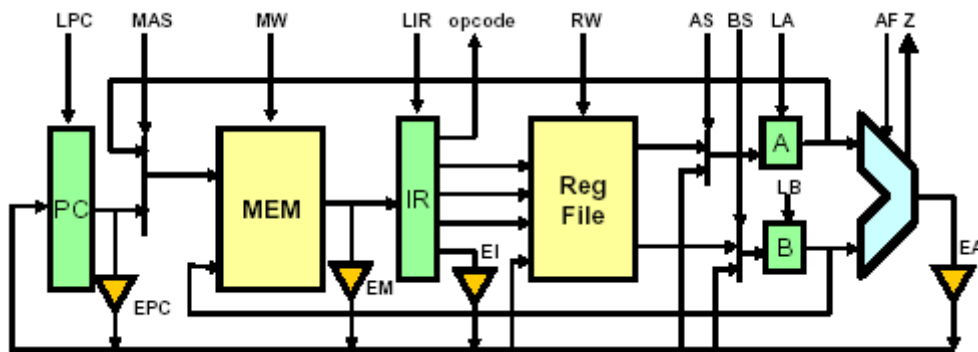 LPC MAS MW LIR opcode RW AS BS LA AF Z
A
PC MEM IR Reg File
LB
B
EPC EM EI EA